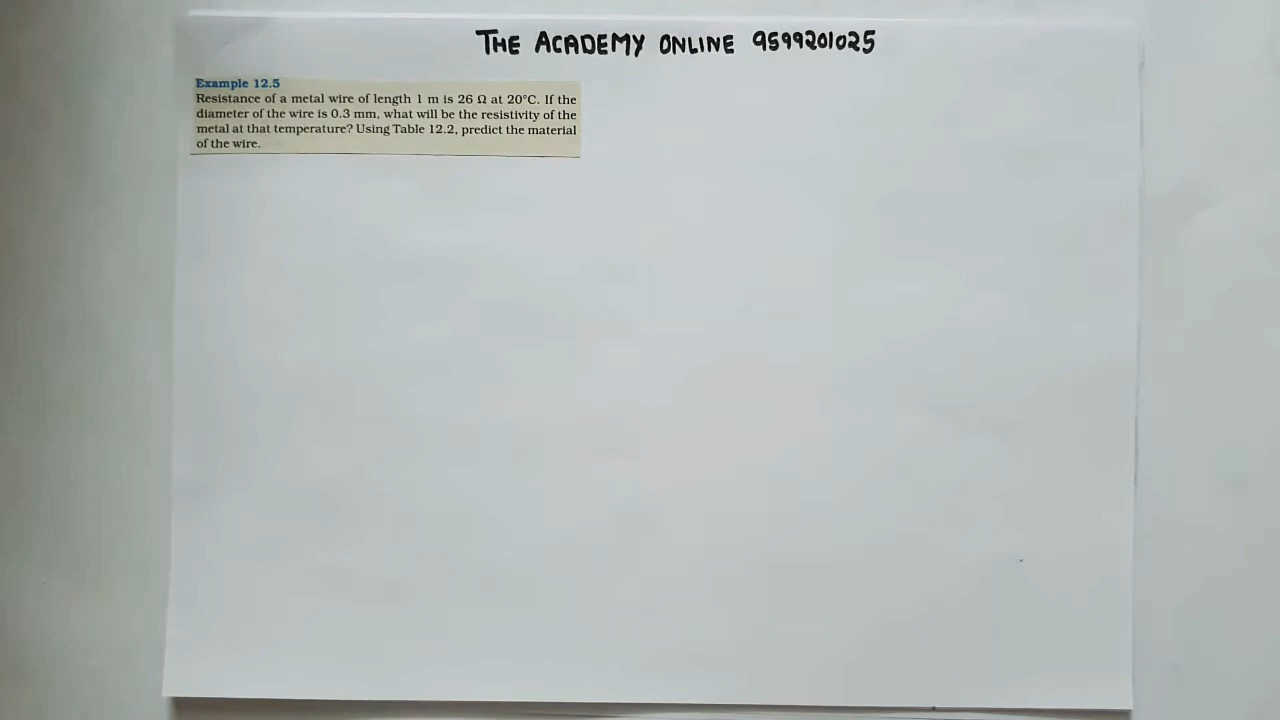 THE ACADEMY ONLINE 9599201025
Example 12.5
Resistance of a metal wire of length 1 m is 26 Ω at 20°C. If the
diameter of the wire is 0.3 mm, what will be the resistivity of the
metal at that temperature? Using Table 12.2, predict the material
of the wire.